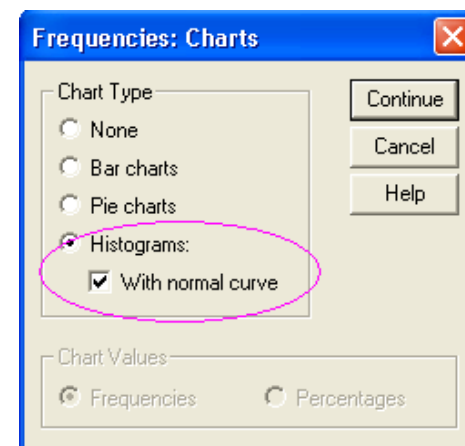 Frequencies: Charts
Chart Type
None
Bar charts
Pie charts
Histograms:
With normal curve
Continue
Cancel
Help
Chart Values
Frequencies
Percentages